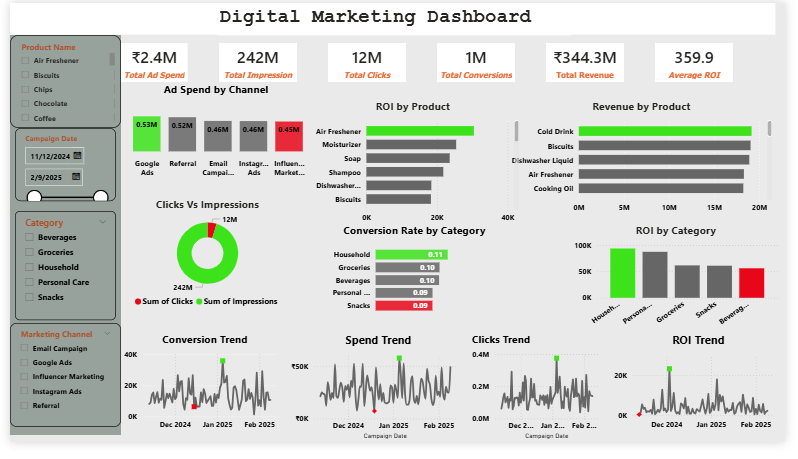 Digital Marketing Dashboard
Product Name
Air Freshener
Biscuits
Chips
Chocolate
Coffee
Campaign Date
11/12/2024
2/9/2025
Category
Beverages
Groceries
Household
Personal Care
Snacks
Marketing Channel
Email Campaign
Google Ads
Influencer Marketing
Instagram Ads
Referral
₹2.4M
Total Ad Spend
242M
Total Impression
12M
Total Clicks
1M
Total Conversions
₹344.3M
Total Revenue
359.9
Average ROI
Ad Spend by Channel
0.53M 0.52M 0.46M 0.46M 0.45M
Google Referral Email Instagr... Influen...
Ads Campai... Ads Market...
ROI by Product
Air Freshener
Moisturizer
Soap
Shampoo
Dishwasher...
Biscuits
0K 20K 40K
Revenue by Product
Cold Drink
Biscuits
Dishwasher Liquid
Air Freshener
Cooking Oil
0M 5M 10M 15M 20M
Clicks Vs Impressions
12M
242M
Sum of Clicks Sum of Impressions
Conversion Rate by Category
Household 0.11
Groceries 0.10
Beverages 0.10
Personal ... 0.09
Snacks 0.09
ROI by Category
100K
50K
0K
Househ... Persona... Groceries Snacks Beverag...
Conversion Trend
40K
20K
0K
Dec 2024 Jan 2025 Feb 2025
Spend Trend
₹50K
₹0K
Dec 2024 Jan 2025 Feb 2025
Campaign Date
Clicks Trend
0.4M
0.2M
0.0M
Dec 2... Jan 2... Feb 2...
Campaign Date
ROI Trend
20K
0K
Dec 2024 Jan 2025 Feb 2025